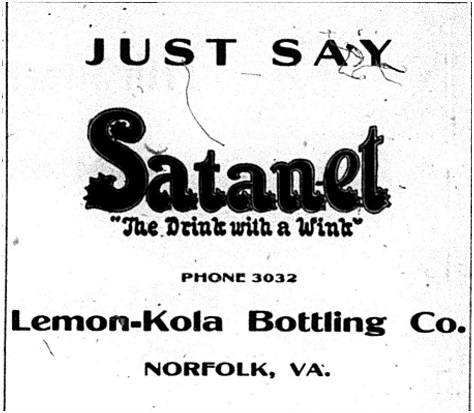 JUST SAY
Satanet
"The Drink with a Wink"
PHONE 3032
Lemon-Kola Bottling Co.
NORFOLK, VA.